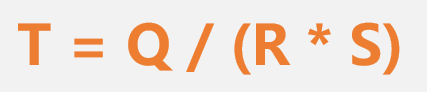 T = Q / (R * S)